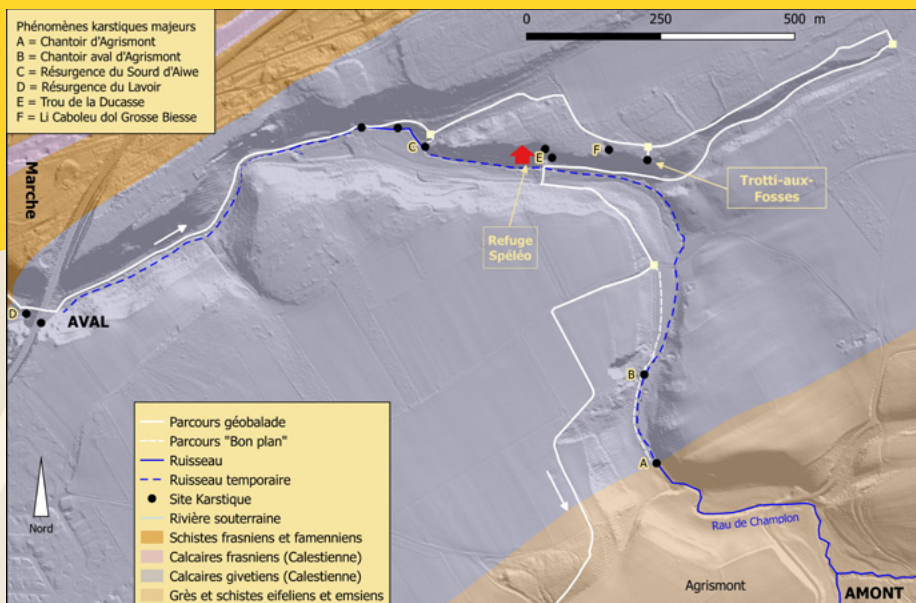 Phénomènes karstiques majeurs
A = Chantoir d'Agrismont
B = Chantoir aval d'Agrismont
C = Résurgence du Sourd d'Aiwe
D = Résurgence du Lavoir
E = Trou de la Ducasse
F = Li Caboleu dol Grosse Biesse
0 250 500 m
Marche
C
E
F
Trotti-aux-
Fosses
Refuge
Spéléo
D
AVAL
B
A
Parcours géobalade
Parcours "Bon plan"
Ruisseau
Ruisseau temporaire
Site Karstique
Rivière souterraine
Schistes frasniens et famenniens
Calcaires frasniens (Calestienne)
Calcaires givetiens (Calestienne)
Grès et schistes eifeliens et emsiens
Nord
Rau de Champlon
Agrismont
AMONT